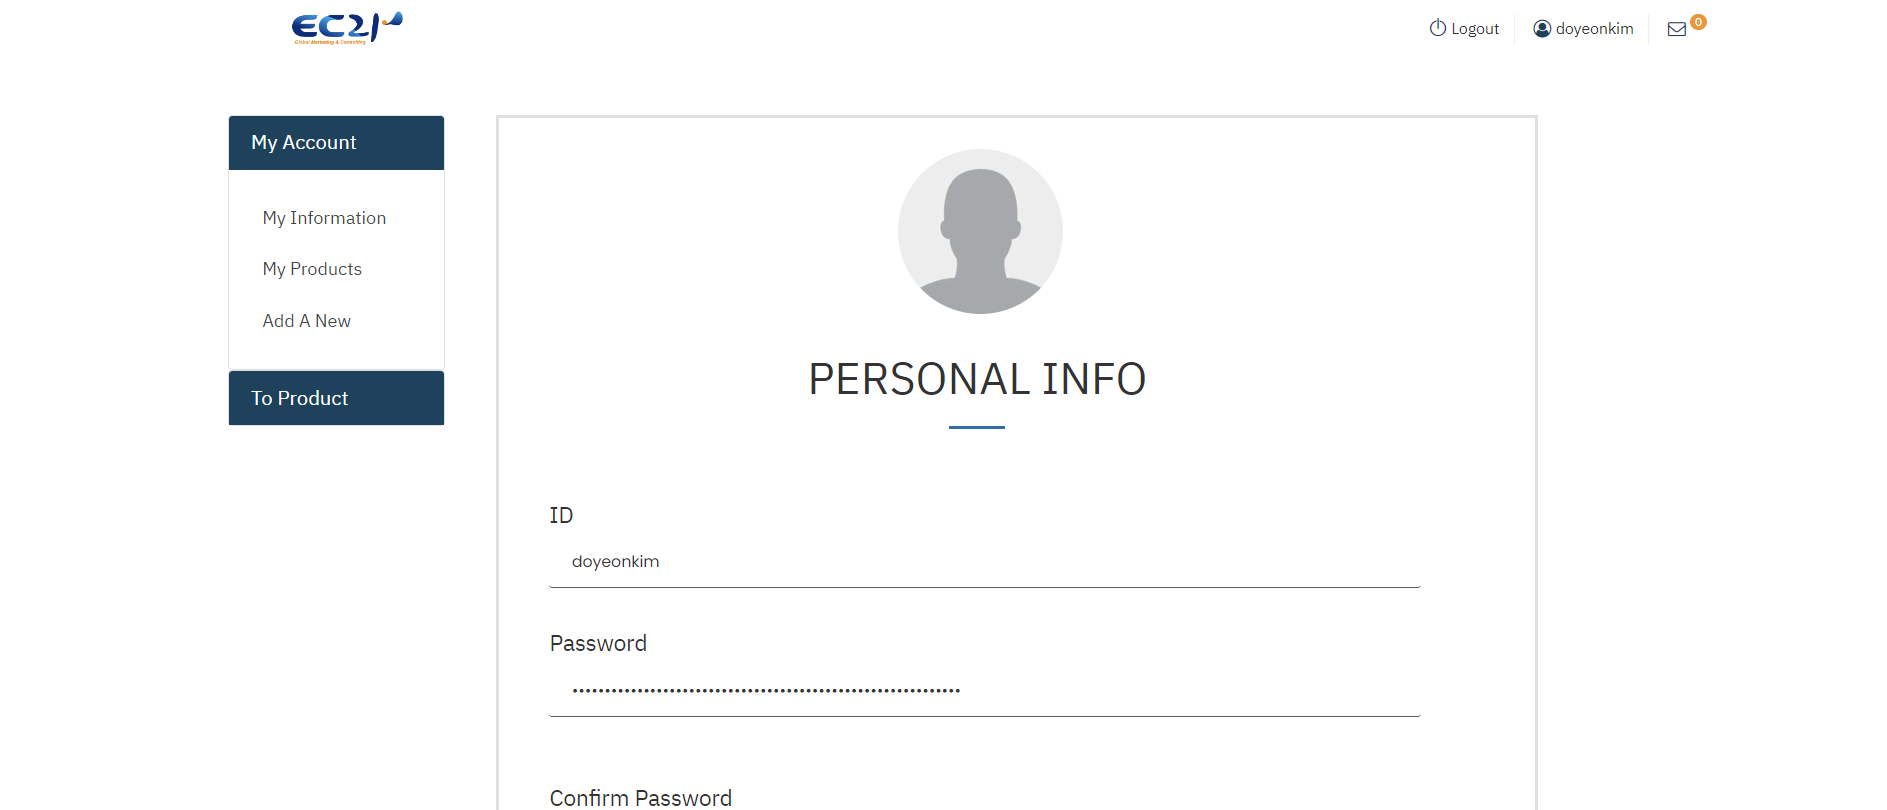 EC21
Global Marketing & Consulting
Logout
doyeonkim
0
My Account
My Information
My Products
Add A New
To Product
PERSONAL INFO
ID
doyeonkim
Password
Confirm Password